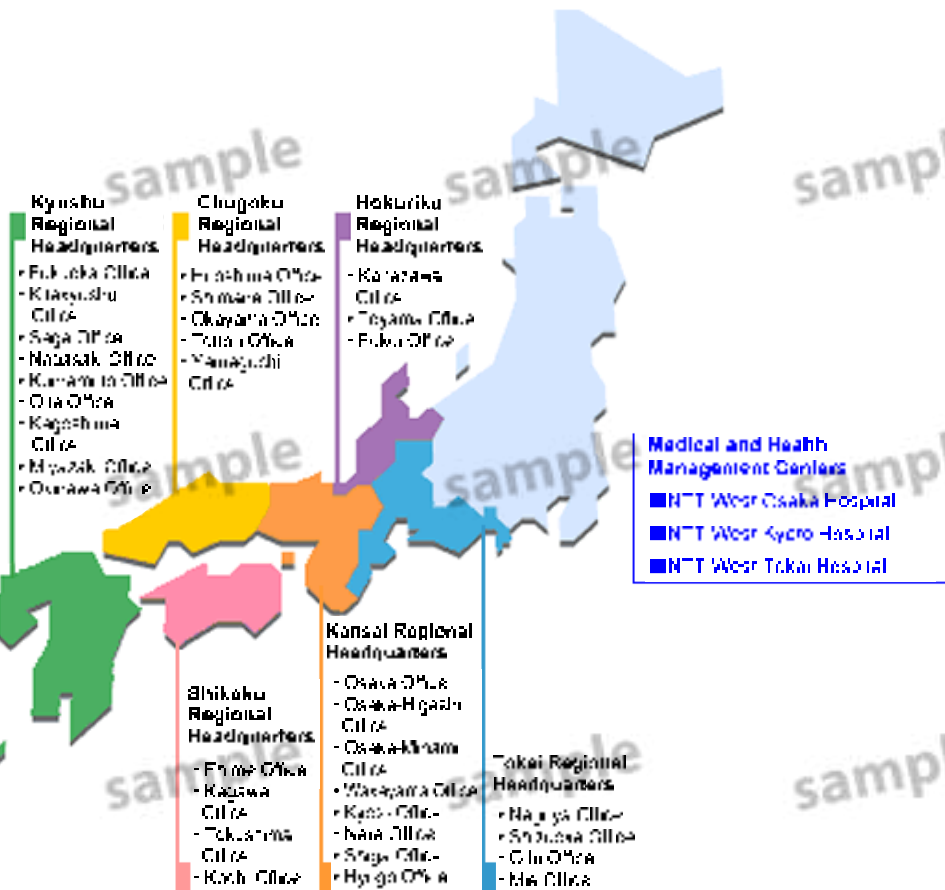 sample
sample
sample
Kyushu
Regional
Headquarters
• Fukuoka Office
• Kitakyushu
Office
• Saga Office
• Nagasaki Office
• Kumamoto Office
• Oita Office
• Kagoshima
Office
• Miyazaki Office
• Okinawa Office
Chugoku
Regional
Headquarters
• Hiroshima Office
• Shimane Office
• Okayama Office
• Tottori Office
• Yamaguchi
Office
Hokuriku
Regional
Headquarters
• Kanazawa
Office
• Toyama Office
• Fukui Office
sample
sample
sample
Medical and Health
Management Centers
■NTT West Osaka Hospital
■NTT West Kyoto Hospital
■NTT West Tokai Hospital
Shikoku
Regional
Headquarters
• Ehime Office
• Kagawa
Office
• Tokushima
Office
• Kochi Office
Kansai Regional
Headquarters
• Osaka Office
• Osaka-Higashi
Office
• Osaka-Minami
Office
• Wakayama Office
• Kyoto Office
• Nara Office
• Shiga Office
• Hyogo Office
Tokai Regional
Headquarters
• Nagoya Office
• Shizuoka Office
• Gifu Office
• Mie Office
sample
sample
sample